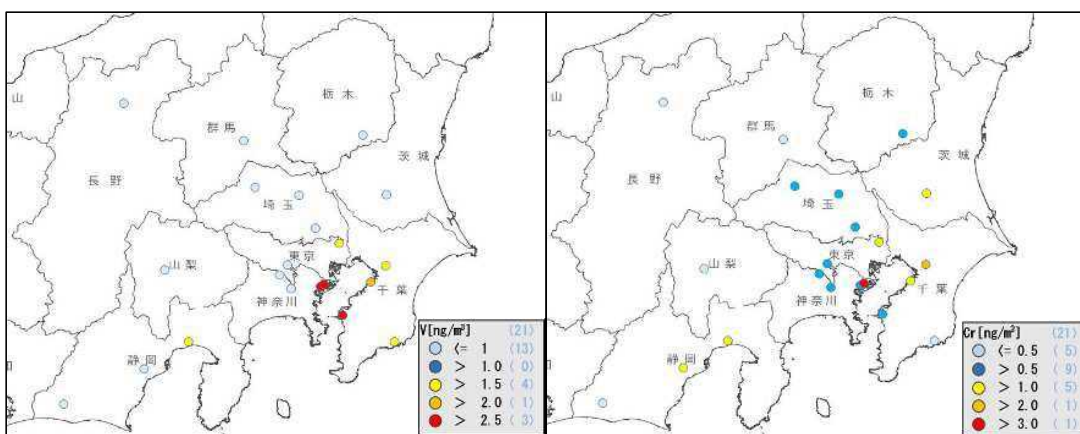 山
栃木
群馬
茨城
長野
埼玉
東京
山梨
千葉
神奈川
静岡
V[ng/m³] (21)
<= 1 (13)
> 1.0 ( 0)
> 1.5 ( 4)
> 2.0 ( 1)
> 2.5 ( 3)
山
栃木
群馬
茨城
長野
埼玉
東京
山梨
千葉
神奈川
静岡
Cr[ng/m³] (21)
<= 0.5 ( 5)
> 0.5 ( 9)
> 1.0 ( 5)
> 2.0 ( 1)
> 3.0 ( 1)